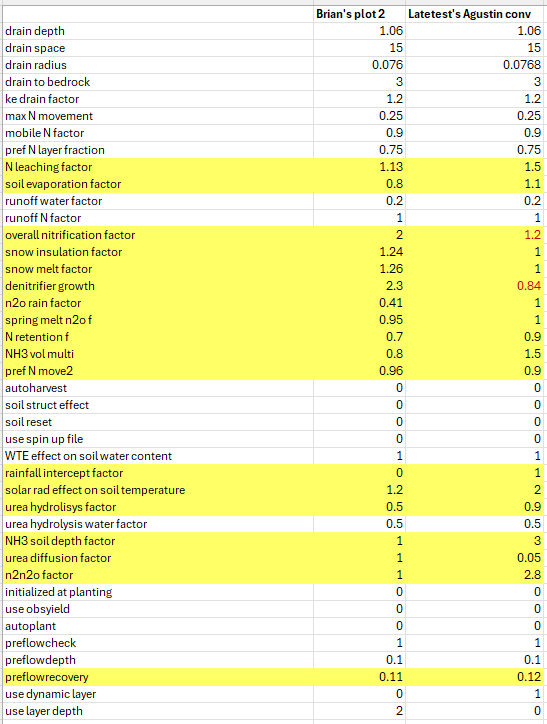 Brian's plot 2 Latetest's Agustin conv
drain depth 1.06 1.06
drain space 15 15
drain radius 0.076 0.0768
drain to bedrock 3 3
ke drain factor 1.2 1.2
max N movement 0.25 0.25
mobile N factor 0.9 0.9
pref N layer fraction 0.75 0.75
N leaching factor 1.13 1.5
soil evaporation factor 0.8 1.1
runoff water factor 0.2 0.2
runoff N factor 1 1
overall nitrification factor 2 1.2
snow insulation factor 1.24 1
snow melt factor 1.26 1
denitrifier growth 2.3 0.84
n2o rain factor 0.41 1
spring melt n2o f 0.95 1
N retention f 0.7 0.9
NH3 vol multi 0.8 1.5
pref N move2 0.96 0.9
autoharvest 0 0
soil struct effect 0 0
soil reset 0 0
use spin up file 0 0
WTE effect on soil water content 1 1
rainfall intercept factor 0 1
solar rad effect on soil temperature 1.2 2
urea hydrolisys factor 0.5 0.9
urea hydrolysis water factor 0.5 0.5
NH3 soil depth factor 1 3
urea diffusion factor 1 0.05
n2n2o factor 1 2.8
initialized at planting 0 0
use obsyield 0 0
autoplant 0 0
preflowcheck 1 1
preflowdepth 0.1 0.1
preflowrecovery 0.11 0.12
use dynamic layer 0 1
use layer depth 2 0